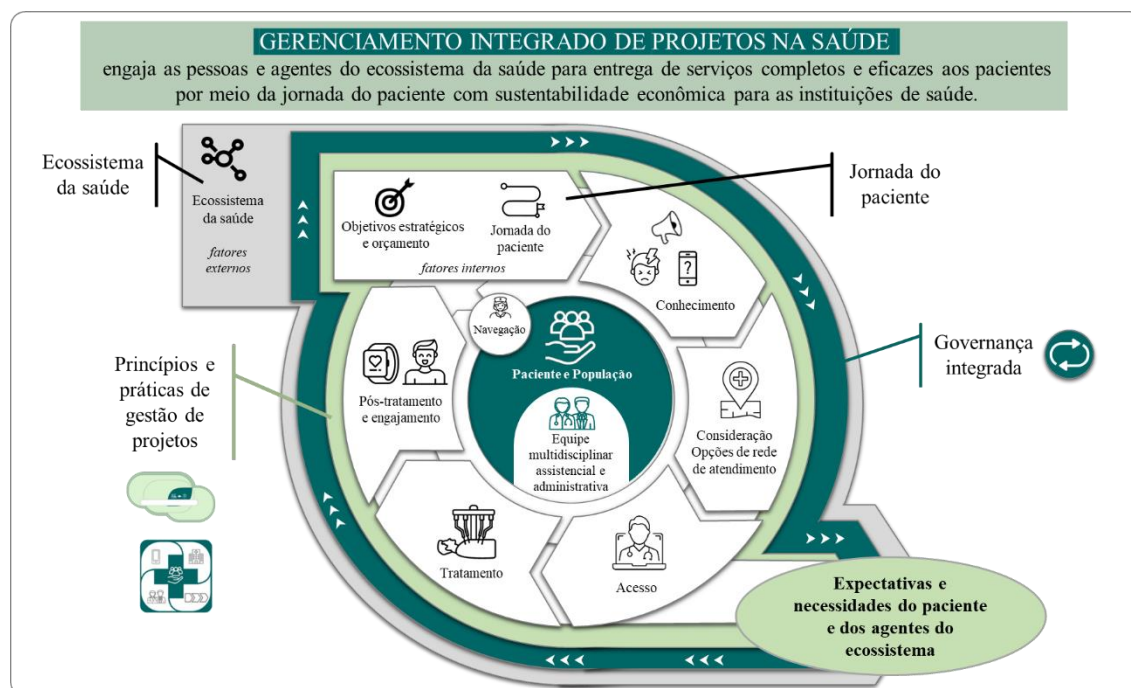 GERENCIAMENTO INTEGRADO DE PROJETOS NA SAÚDE
engaja as pessoas e agentes do ecossistema da saúde para entrega de serviços completos e eficazes aos pacientes
por meio da jornada do paciente com sustentabilidade econômica para as instituições de saúde.
Ecossistema
da saúde
Ecossistema
da saúde
fatores
externos
Objetivos estratégicos
e orçamento
Jornada do
paciente
fatores internos
Jornada do
paciente
?
Conhecimento
Navegação
Paciente e População
Equipe
multidisciplinar
assistencial e
administrativa
Governança
integrada
Princípios e
práticas de
gestão de
projetos
Pós-tratamento
e engajamento
Consideração
Opções de rede
de atendimento
Tratamento
Acesso
Expectativas e
necessidades do paciente
e dos agentes do
ecossistema